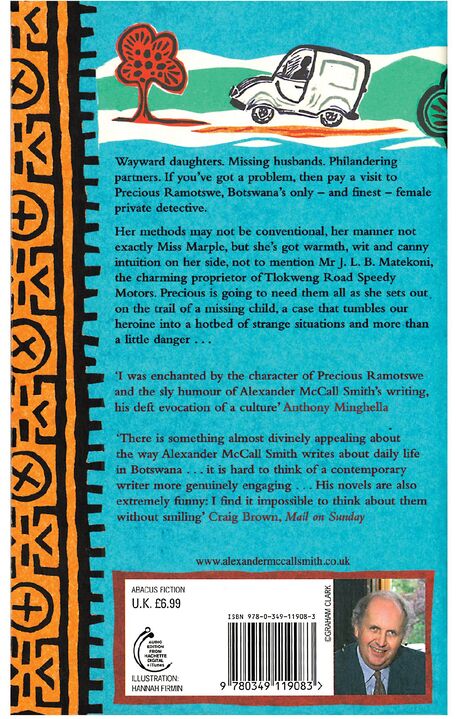 Wayward daughters. Missing husbands. Philandering
partners. If you've got a problem, then pay a visit to
Precious Ramotswe, Botswana's only – and finest – female
private detective.
Her methods may not be conventional, her manner not
exactly Miss Marple, but she's got warmth, wit and canny
intuition on her side, not to mention Mr J. L. B. Matekoni,
the charming proprietor of Tlokweng Road Speedy
Motors. Precious is going to need them all as she sets out
on the trail of a missing child, a case that tumbles our
heroine into a hotbed of strange situations and more than
a little danger . . .
'I was enchanted by the character of Precious Ramotswe
and the sly humour of Alexander McCall Smith's writing,
his deft evocation of a culture' Anthony Minghella
'There is something almost divinely appealing about
the way Alexander McCall Smith writes about daily life
in Botswana . . . it is hard to think of a contemporary
writer more genuinely engaging . . . His novels are also
extremely funny: I find it impossible to think about them
without smiling' Craig Brown, Mail on Sunday
www.alexandermccallsmith.co.uk
ABACUS FICTION
U.K. £6.99
AUDIO
EDITION
FROM
HACHETTE
DIGITAL
iTunes
ILLUSTRATION:
HANNAH FIRMIN
ISBN 978-0-349-11908-3
9 780349 119083 >
©GRAHAM CLARK